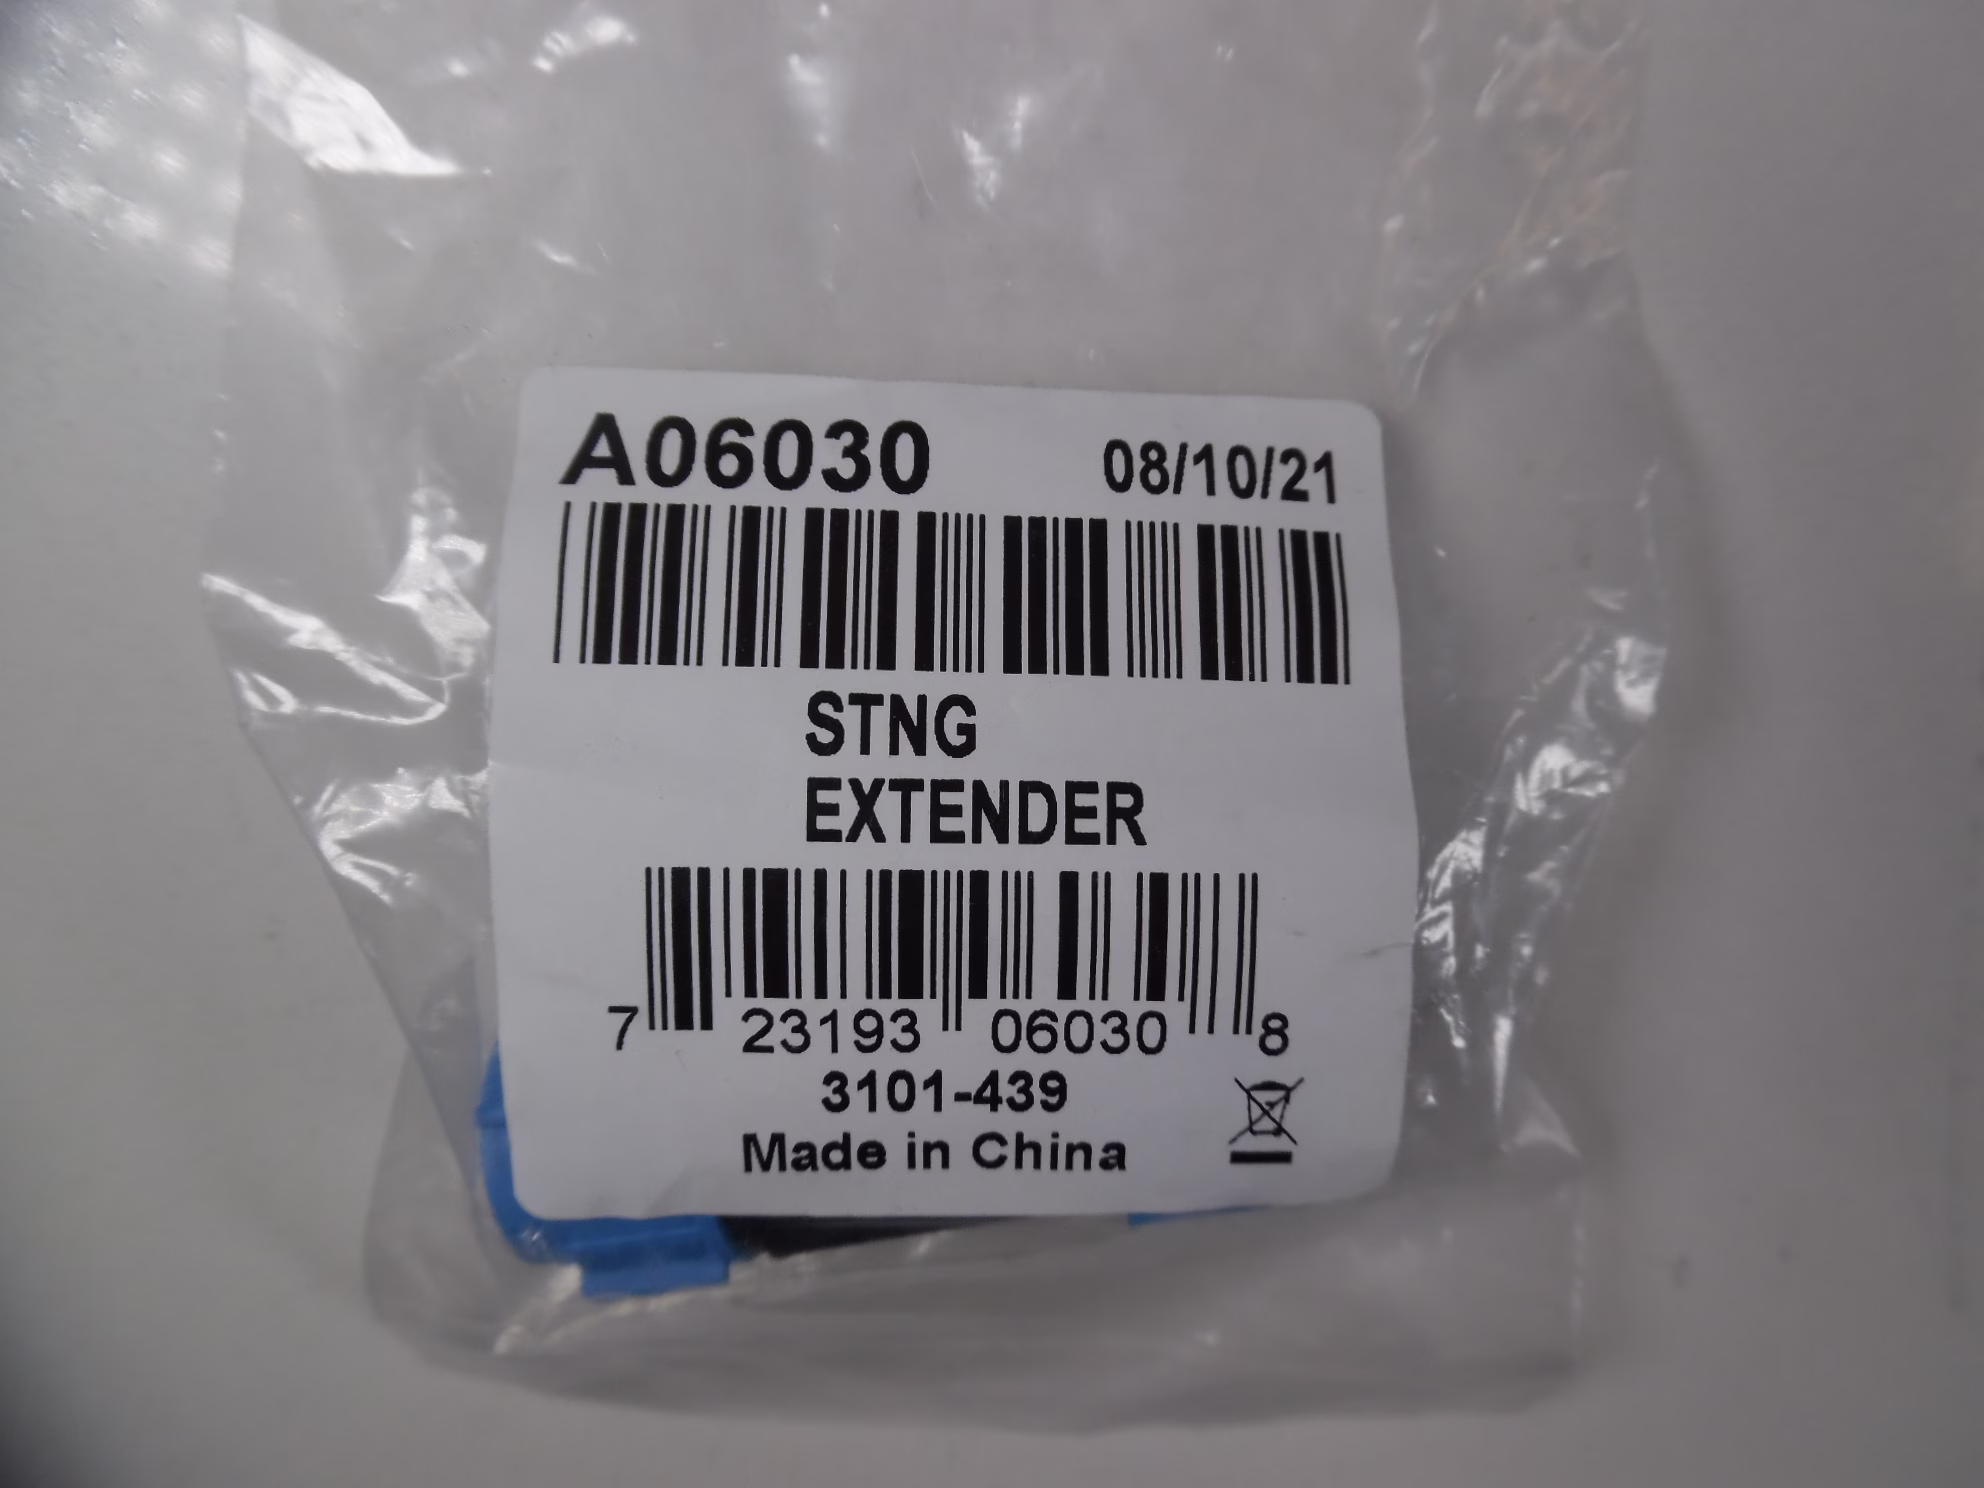 A06030 08/10/21
STNG
EXTENDER
7 23193 06030 8
3101-439
Made in China